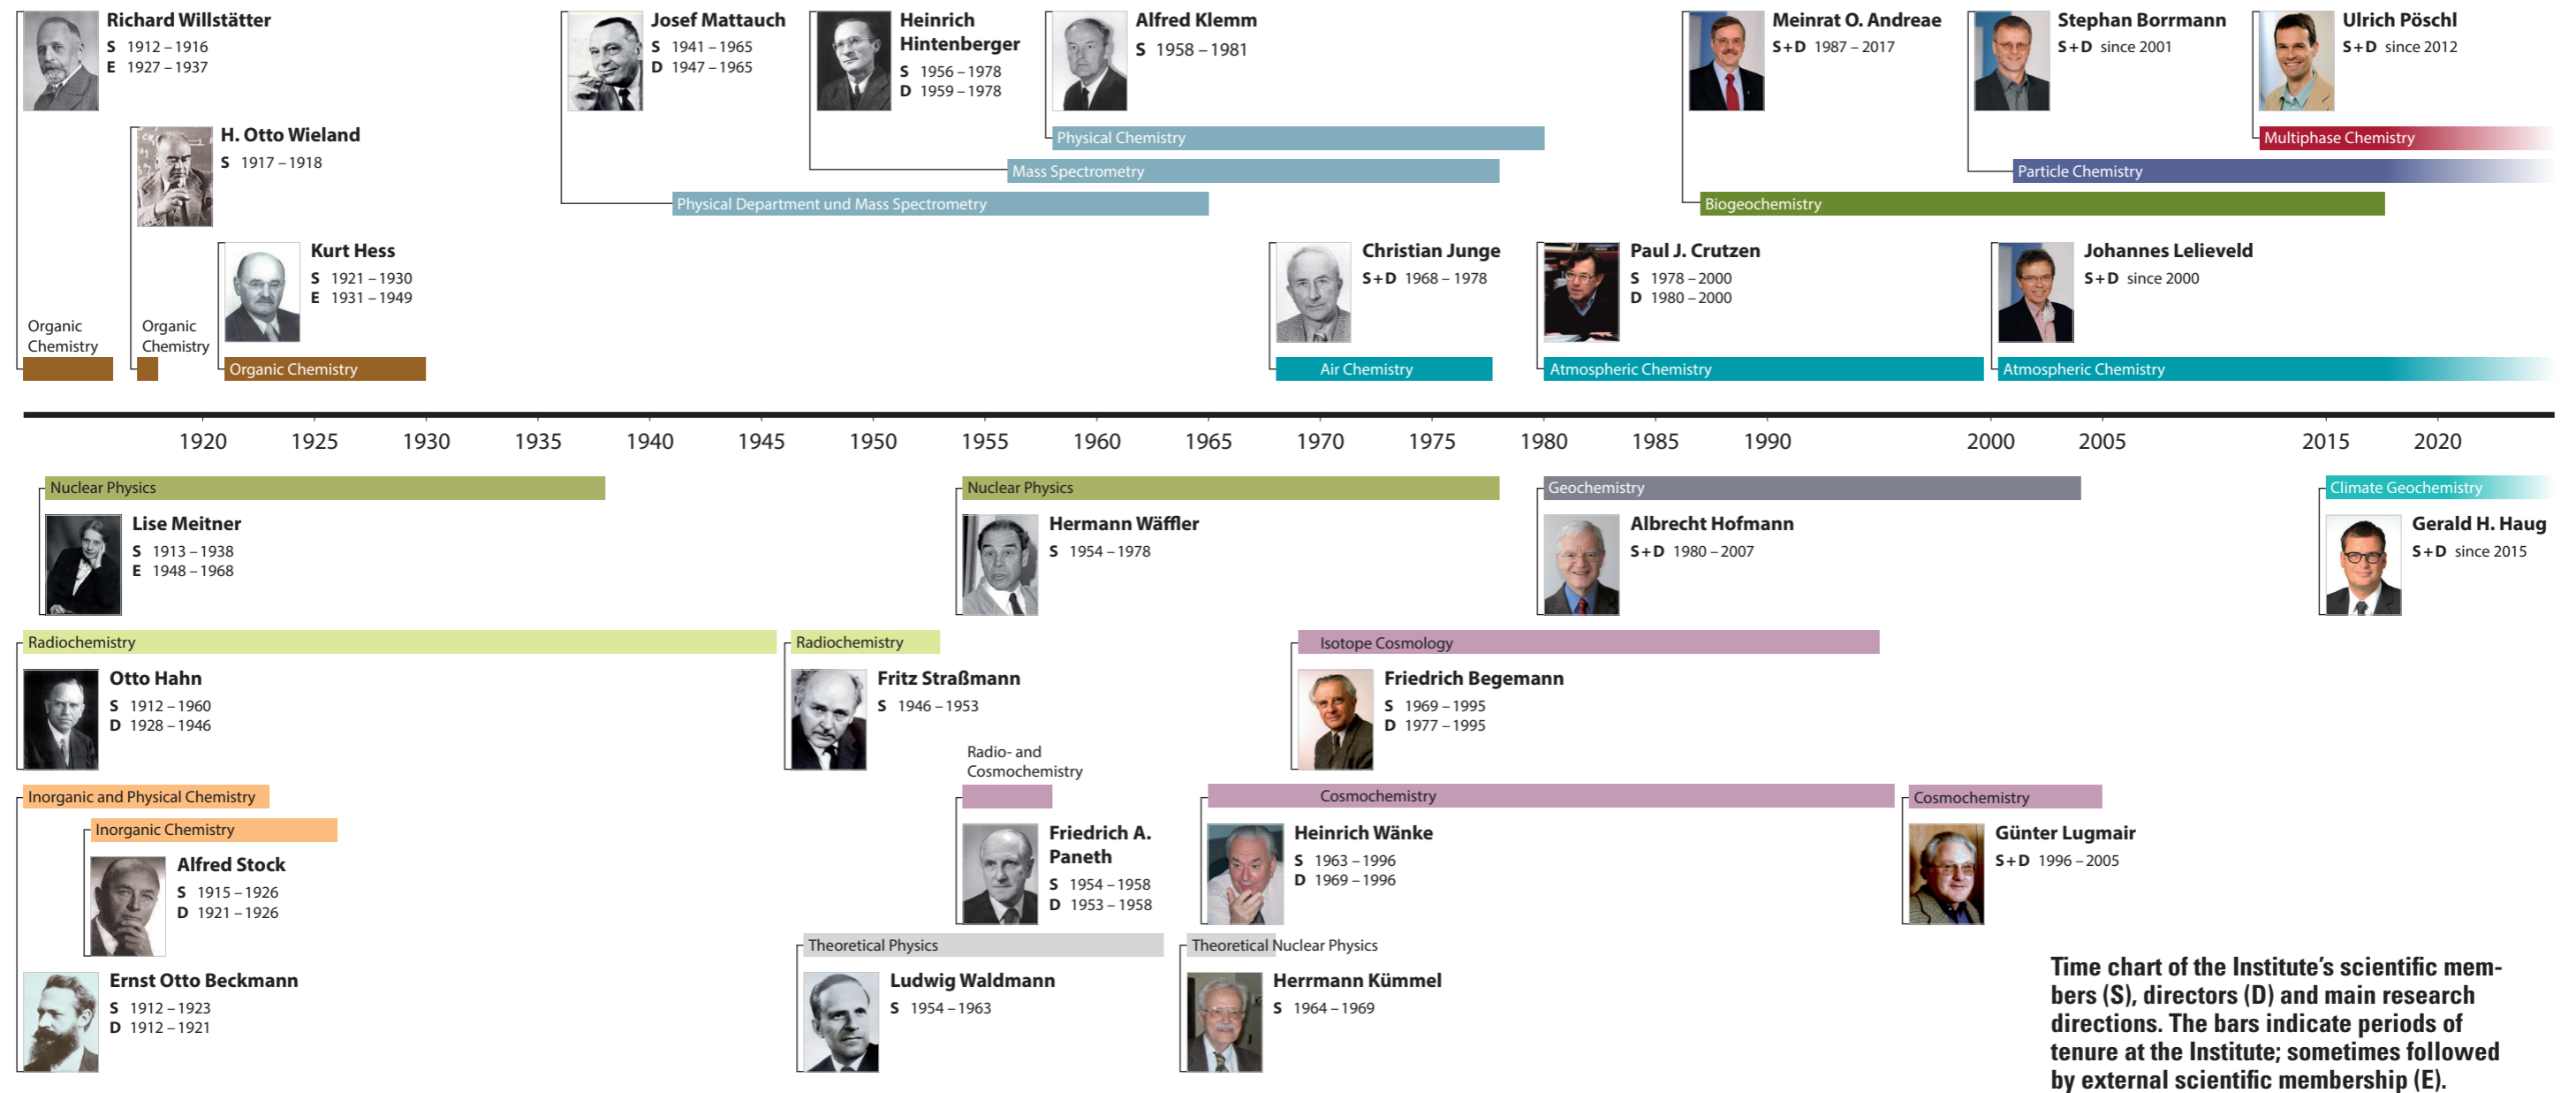 Richard Willstätter
S 1912 – 1916
E 1927 – 1937
H. Otto Wieland
S 1917 – 1918
Kurt Hess
S 1921 – 1930
E 1931 – 1949
Organic
Chemistry
Organic
Chemistry
Organic Chemistry
Josef Mattauch
S 1941 – 1965
D 1947 – 1965
Heinrich
Hintenberger
S 1956 – 1978
D 1959 – 1978
Alfred Klemm
S 1958 – 1981
Physical Chemistry
Mass Spectrometry
Physical Department und Mass Spectrometry
Meinrat O. Andreae
S+D 1987 – 2017
Stephan Borrmann
S+D since 2001
Ulrich Pöschl
S+D since 2012
Multiphase Chemistry
Particle Chemistry
Biogeochemistry
Christian Junge
S+D 1968 – 1978
Air Chemistry
Paul J. Crutzen
S 1978 – 2000
D 1980 – 2000
Atmospheric Chemistry
Johannes Lelieveld
S+D since 2000
Atmospheric Chemistry
1920 1925 1930 1935 1940 1945 1950 1955 1960 1965 1970 1975 1980 1985 1990 2000 2005 2015 2020
Nuclear Physics
Lise Meitner
S 1913 – 1938
E 1948 – 1968
Nuclear Physics
Hermann Wäffler
S 1954 – 1978
Geochemistry
Albrecht Hofmann
S+D 1980 – 2007
Climate Geochemistry
Gerald H. Haug
S+D since 2015
Radiochemistry
Otto Hahn
S 1912 – 1960
D 1928 – 1946
Radiochemistry
Fritz Straßmann
S 1946 – 1953
Isotope Cosmology
Friedrich Begemann
S 1969 – 1995
D 1977 – 1995
Inorganic and Physical Chemistry
Inorganic Chemistry
Alfred Stock
S 1915 – 1926
D 1921 – 1926
Ernst Otto Beckmann
S 1912 – 1923
D 1912 – 1921
Radio- and
Cosmochemistry
Friedrich A.
Paneth
S 1954 – 1958
D 1953 – 1958
Cosmochemistry
Heinrich Wänke
S 1963 – 1996
D 1969 – 1996
Cosmochemistry
Günter Lugmair
S+D 1996 – 2005
Theoretical Physics
Ludwig Waldmann
S 1954 – 1963
Theoretical Nuclear Physics
Herrmann Kümmel
S 1964 – 1969
Time chart of the Institute’s scientific mem-
bers (S), directors (D) and main research
directions. The bars indicate periods of
tenure at the Institute; sometimes followed
by external scientific membership (E).